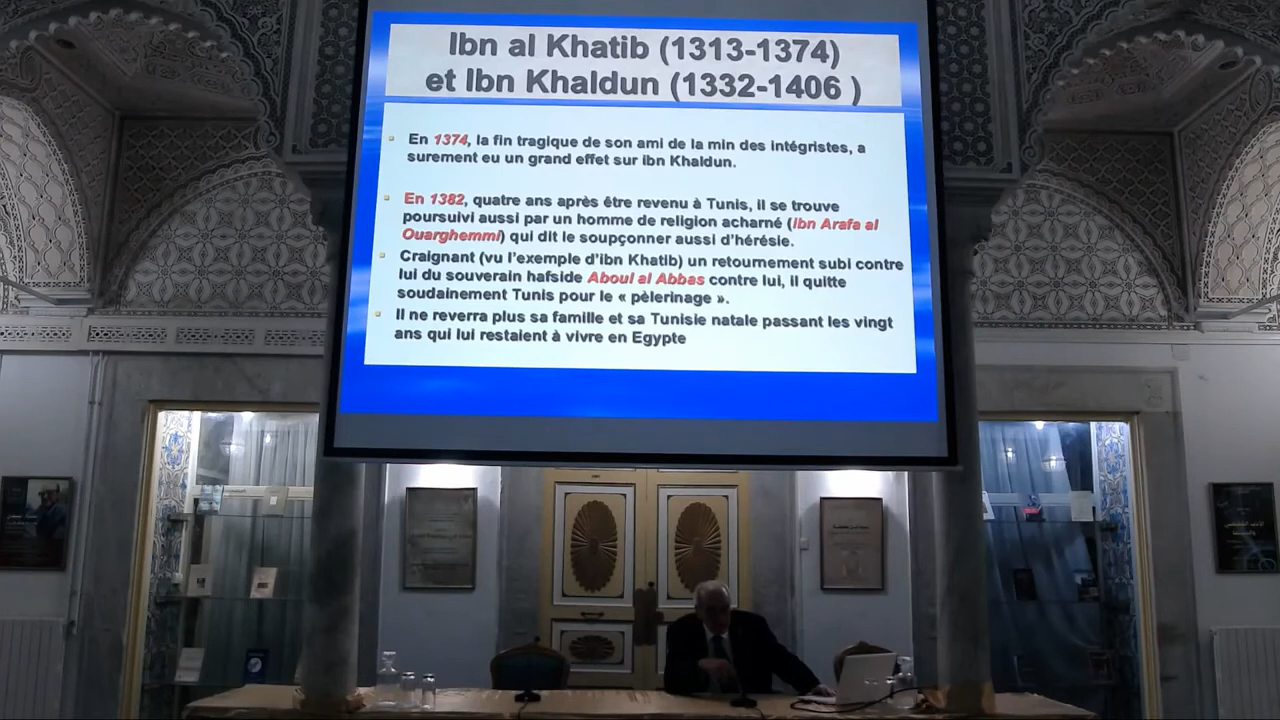 Ibn al Khatib (1313-1374)
et Ibn Khaldun (1332-1406 )
En 1374, la fin tragique de son ami de la min des intégristes, a
surement eu un grand effet sur ibn Khaldun.
En 1382, quatre ans après être revenu à Tunis, il se trouve
poursuivi aussi par un homme de religion acharné (Ibn Arafa al
Ouarghemmi) qui dit le soupçonner aussi d'hérésie.
Craignant (vu l'exemple d'ibn Khatib) un retournement subi contre
lui du souverain hafside Aboul al Abbas contre lui, il quitte
soudainement Tunis pour le « pèlerinage ».
Il ne reverra plus sa famille et sa Tunisie natale passant les vingt
ans qui lui restaient à vivre en Egypte